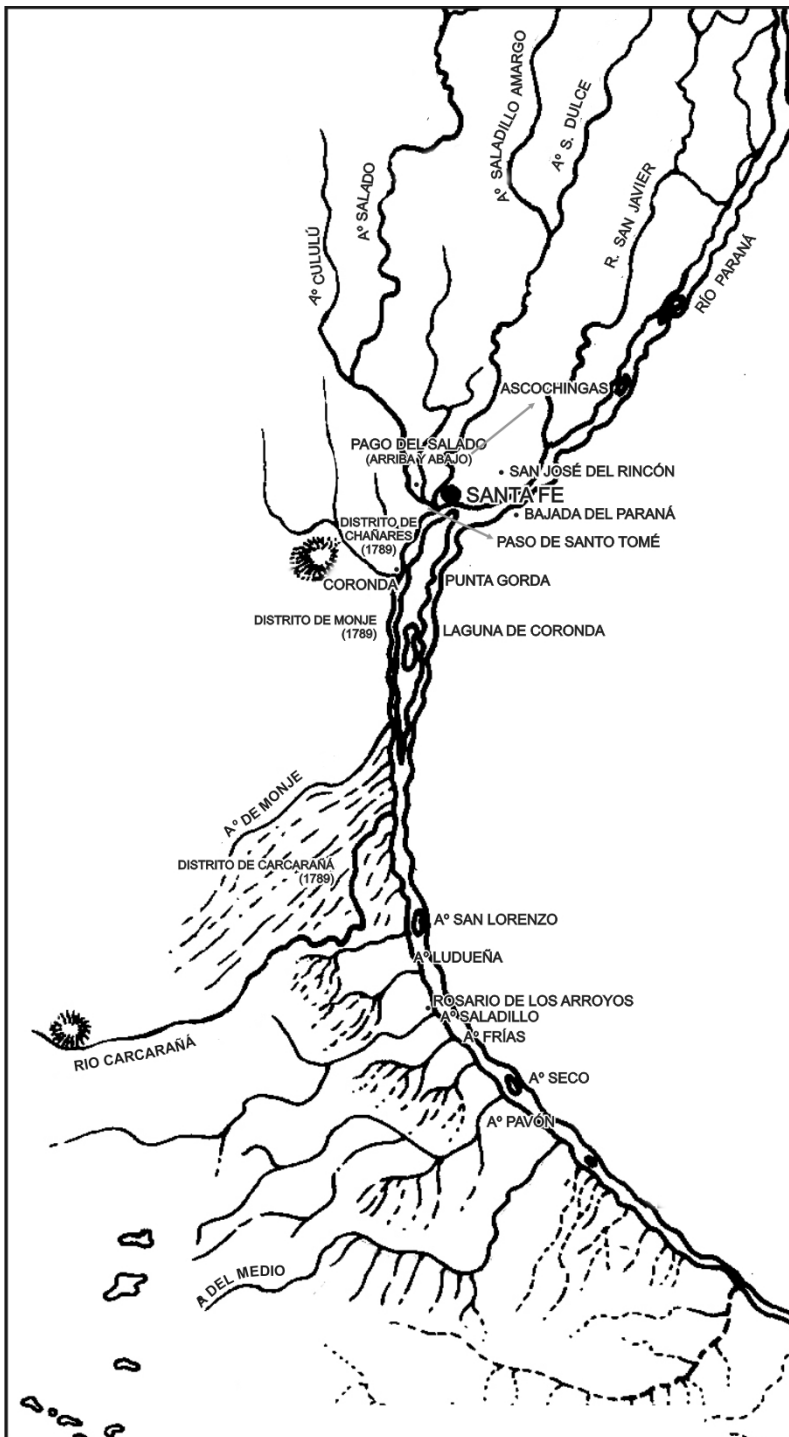 Aº SALADILLO AMARGO
Aº S. DULCE
Aº SALADO
Aº CULULÚ
R. SAN JAVIER
RÍO PARANÁ
ASCOCHINGAS
PAGO DEL SALADO
(ARRIBA Y ABAJO)
SAN JOSÉ DEL RINCÓN
SANTA FE
BAJADA DEL PARANÁ
DISTRITO DE
CHAÑARES
(1789)
PASO DE SANTO TOMÉ
CORONDA
PUNTA GORDA
DISTRITO DE MONJE
(1789)
LAGUNA DE CORONDA
Aº DE MONJE
DISTRITO DE CARCARAÑÁ
(1789)
Aº SAN LORENZO
Aº LUDUEÑA
ROSARIO DE LOS ARROYOS
Aº SALADILLO
Aº FRÍAS
RIO CARCARAÑÁ
Aº SECO
Aº PAVÓN
A DEL MEDIO